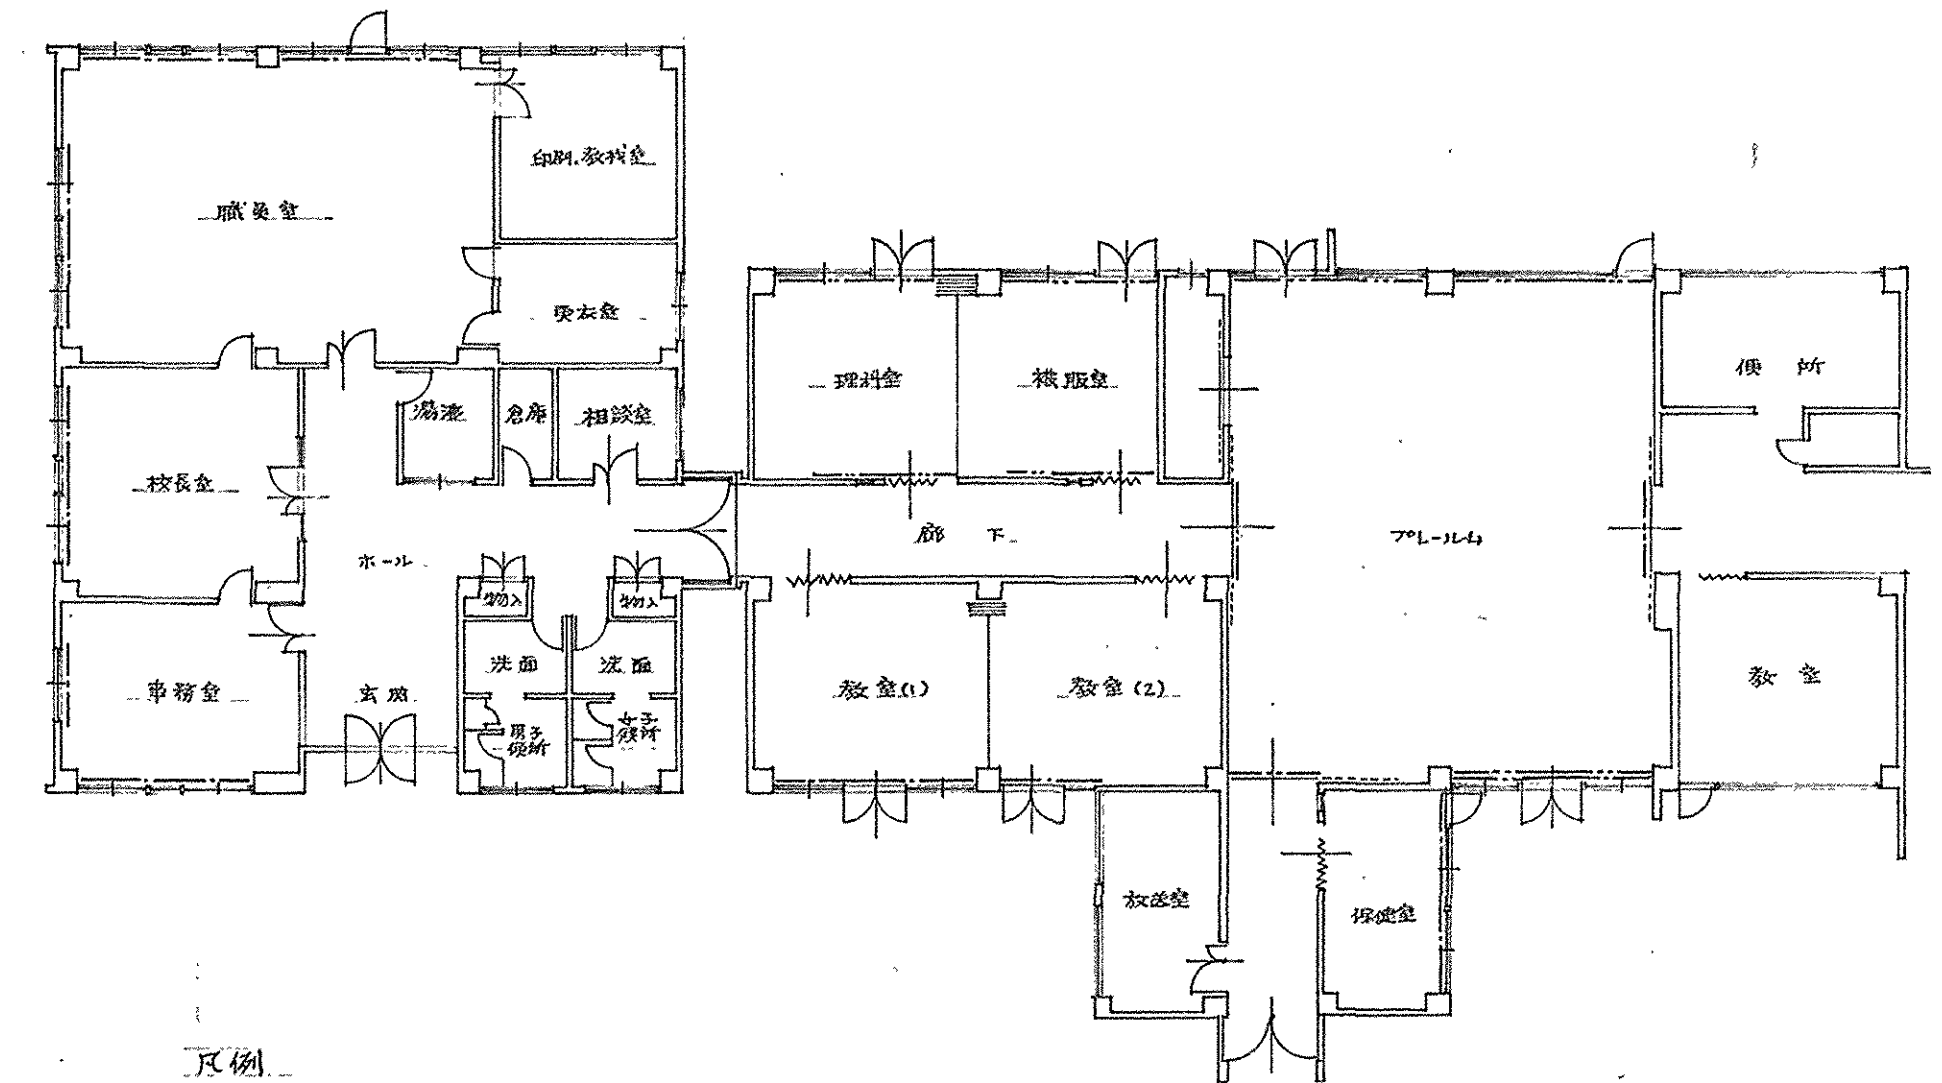 印刷.教材室
職員室
更衣室
便 所
理科室
被服室
湯沸
倉庫
相談室
校長室
廊 下
プレールーム
ホール
物入
物入
洗面
洗面
教室
教室(1)
教室(2)
事務室
玄関
男子
便所
女子
便所
放送室
保健室
凡例